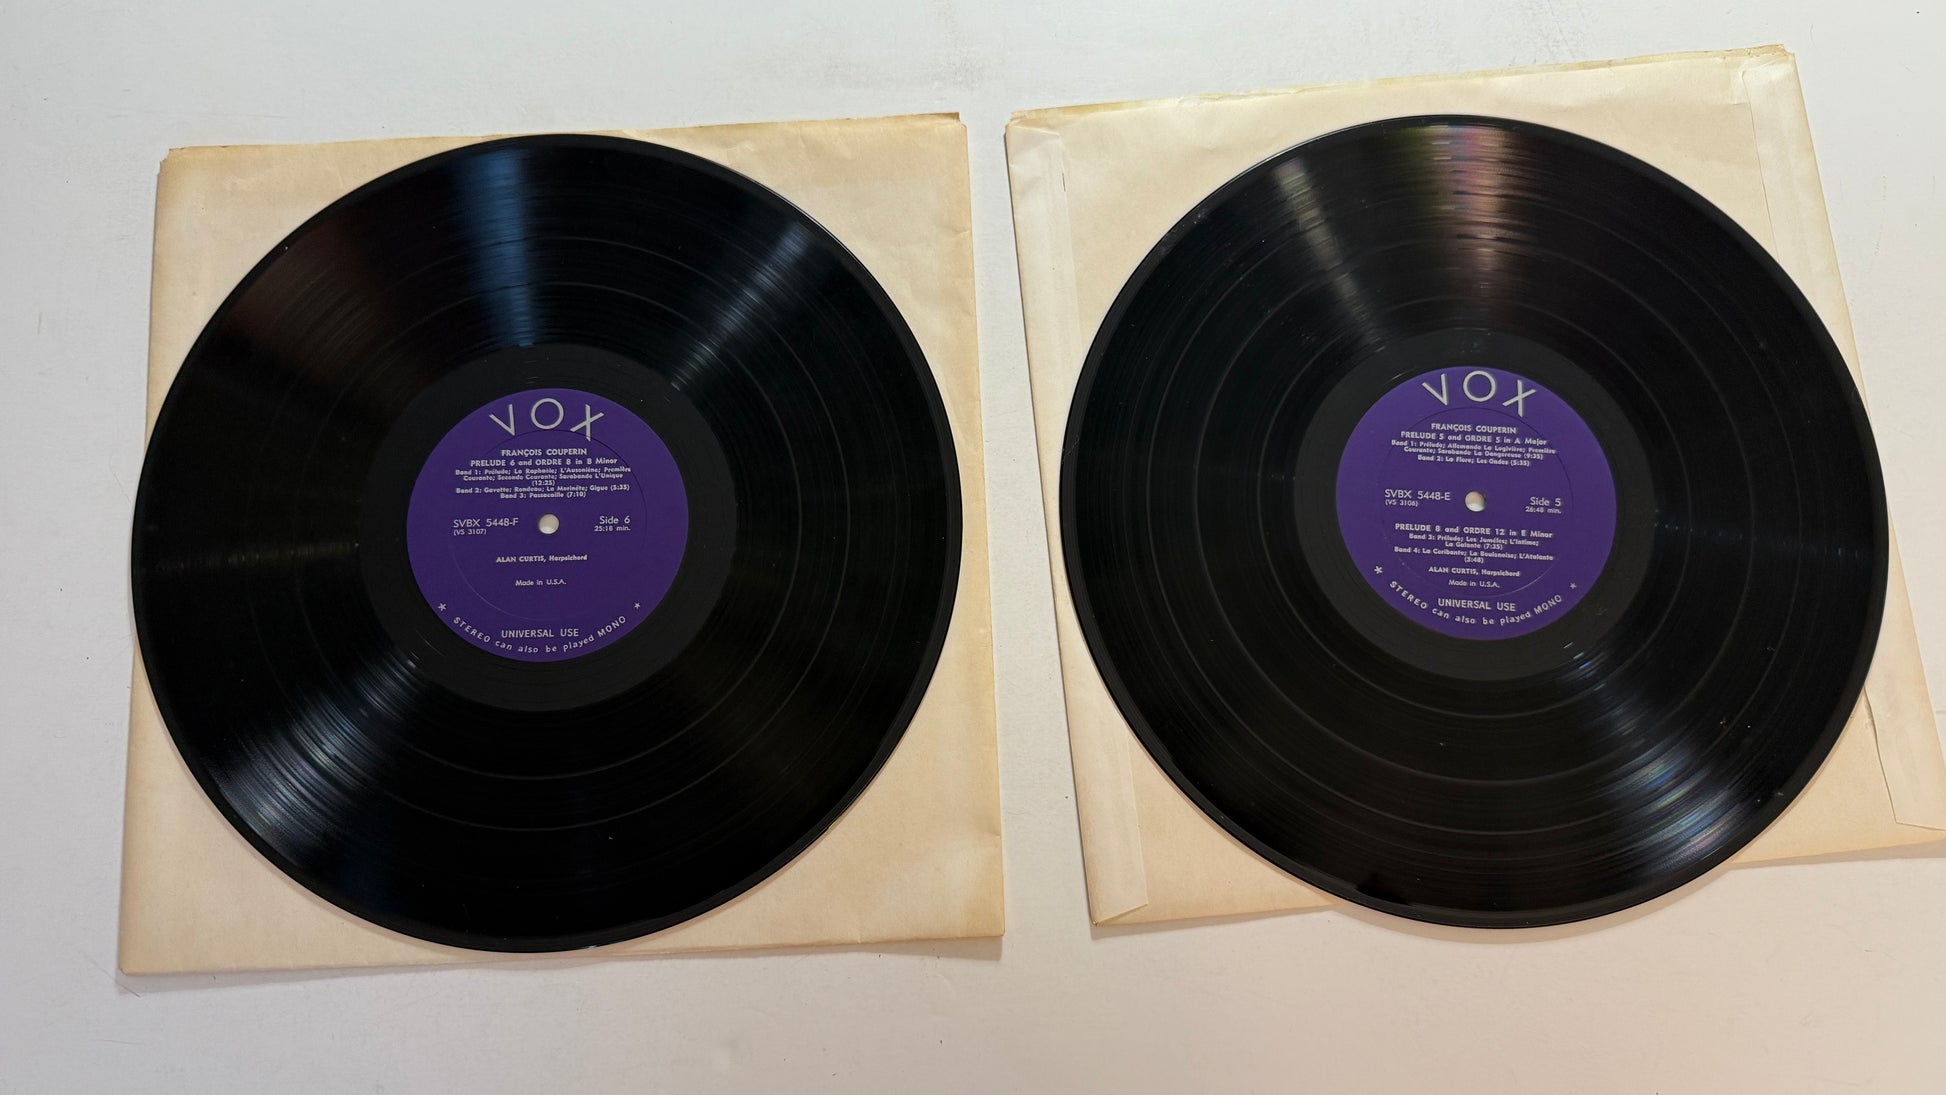 VOX
FRANÇOIS COUPERIN
PRELUDE 6 and ORDRE 8 in B Minor
Band 1: Prélude; La Raphaèle; L'Ausoniène; Première
Courante; Seconde Courante; Sarabande L'Unique
(12:25)
Band 2: Gavotte; Rondeau; La Morinéte; Gigue (5:35)
Band 3: Passacaille (7:10)
SVBX 5448-F
(VS 3107)
Side 6
25:18 min.
ALAN CURTIS, Harpsichord
Made in U.S.A.
UNIVERSAL USE
* STEREO can also be played MONO *
VOX
FRANÇOIS COUPERIN
PRELUDE 5 and ORDRE 5 in A Major
Band 1: Prélude; Allemande La Logivière; Première
Courante; Sarabande La Dangereuse (9:35)
Band 2: La Flore; Les Ondes (5:35)
SVBX 5448-E
(VS 3106)
Side 5
26:48 min.
PRELUDE 8 and ORDRE 12 in E Minor
Band 3: Prélude; Les Juméles; L'Intime;
La Galante (7:35)
Band 4: La Coribante; La Boulonoise; L'Atalante
(3:48)
ALAN CURTIS, Harpsichord
Made in U.S.A.
UNIVERSAL USE
* STEREO can also be played MONO *